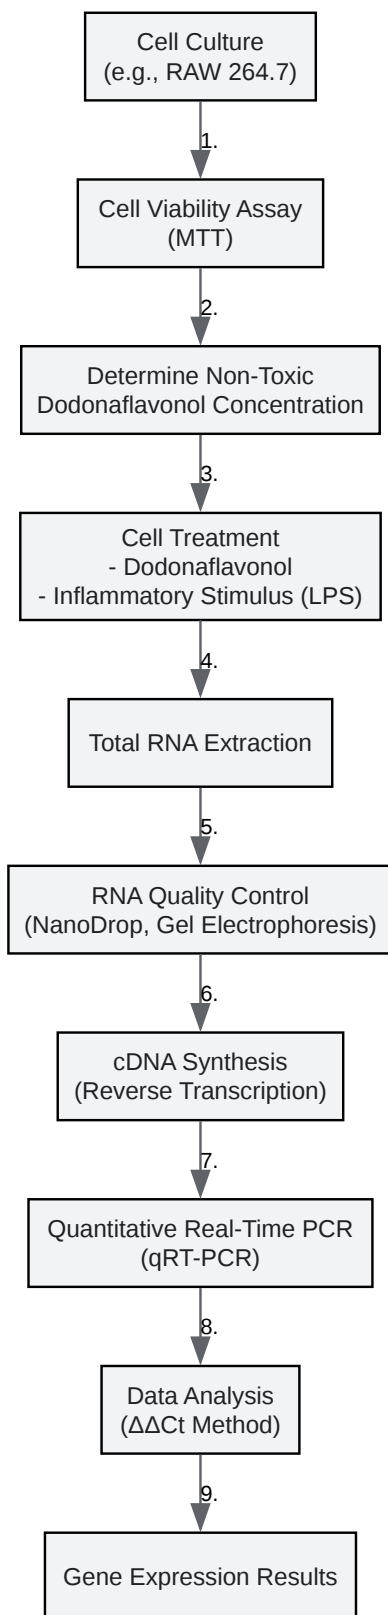 Cell Culture
(e.g., RAW 264.7)
1.
Cell Viability Assay
(MTT)
2.
Determine Non-Toxic
Dodonaflavonol Concentration
3.
Cell Treatment
- Dodonaflavonol
- Inflammatory Stimulus (LPS)
4.
Total RNA Extraction
5.
RNA Quality Control
(NanoDrop, Gel Electrophoresis)
6.
cDNA Synthesis
(Reverse Transcription)
7.
Quantitative Real-Time PCR
(qRT-PCR)
8.
Data Analysis
(ΔΔCt Method)
9.
Gene Expression Results